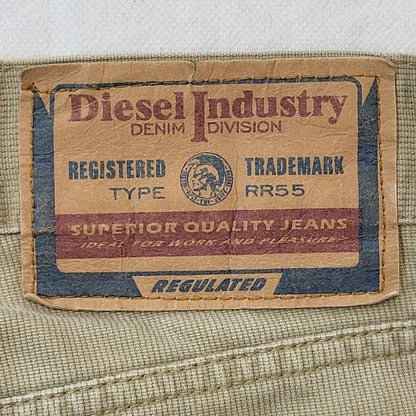 Diesel Industry
DENIM DIVISION
REGISTERED TRADEMARK
TYPE RR55
SUPERIOR QUALITY JEANS
IDEAL FOR WORK AND PLEASURE
REGULATED